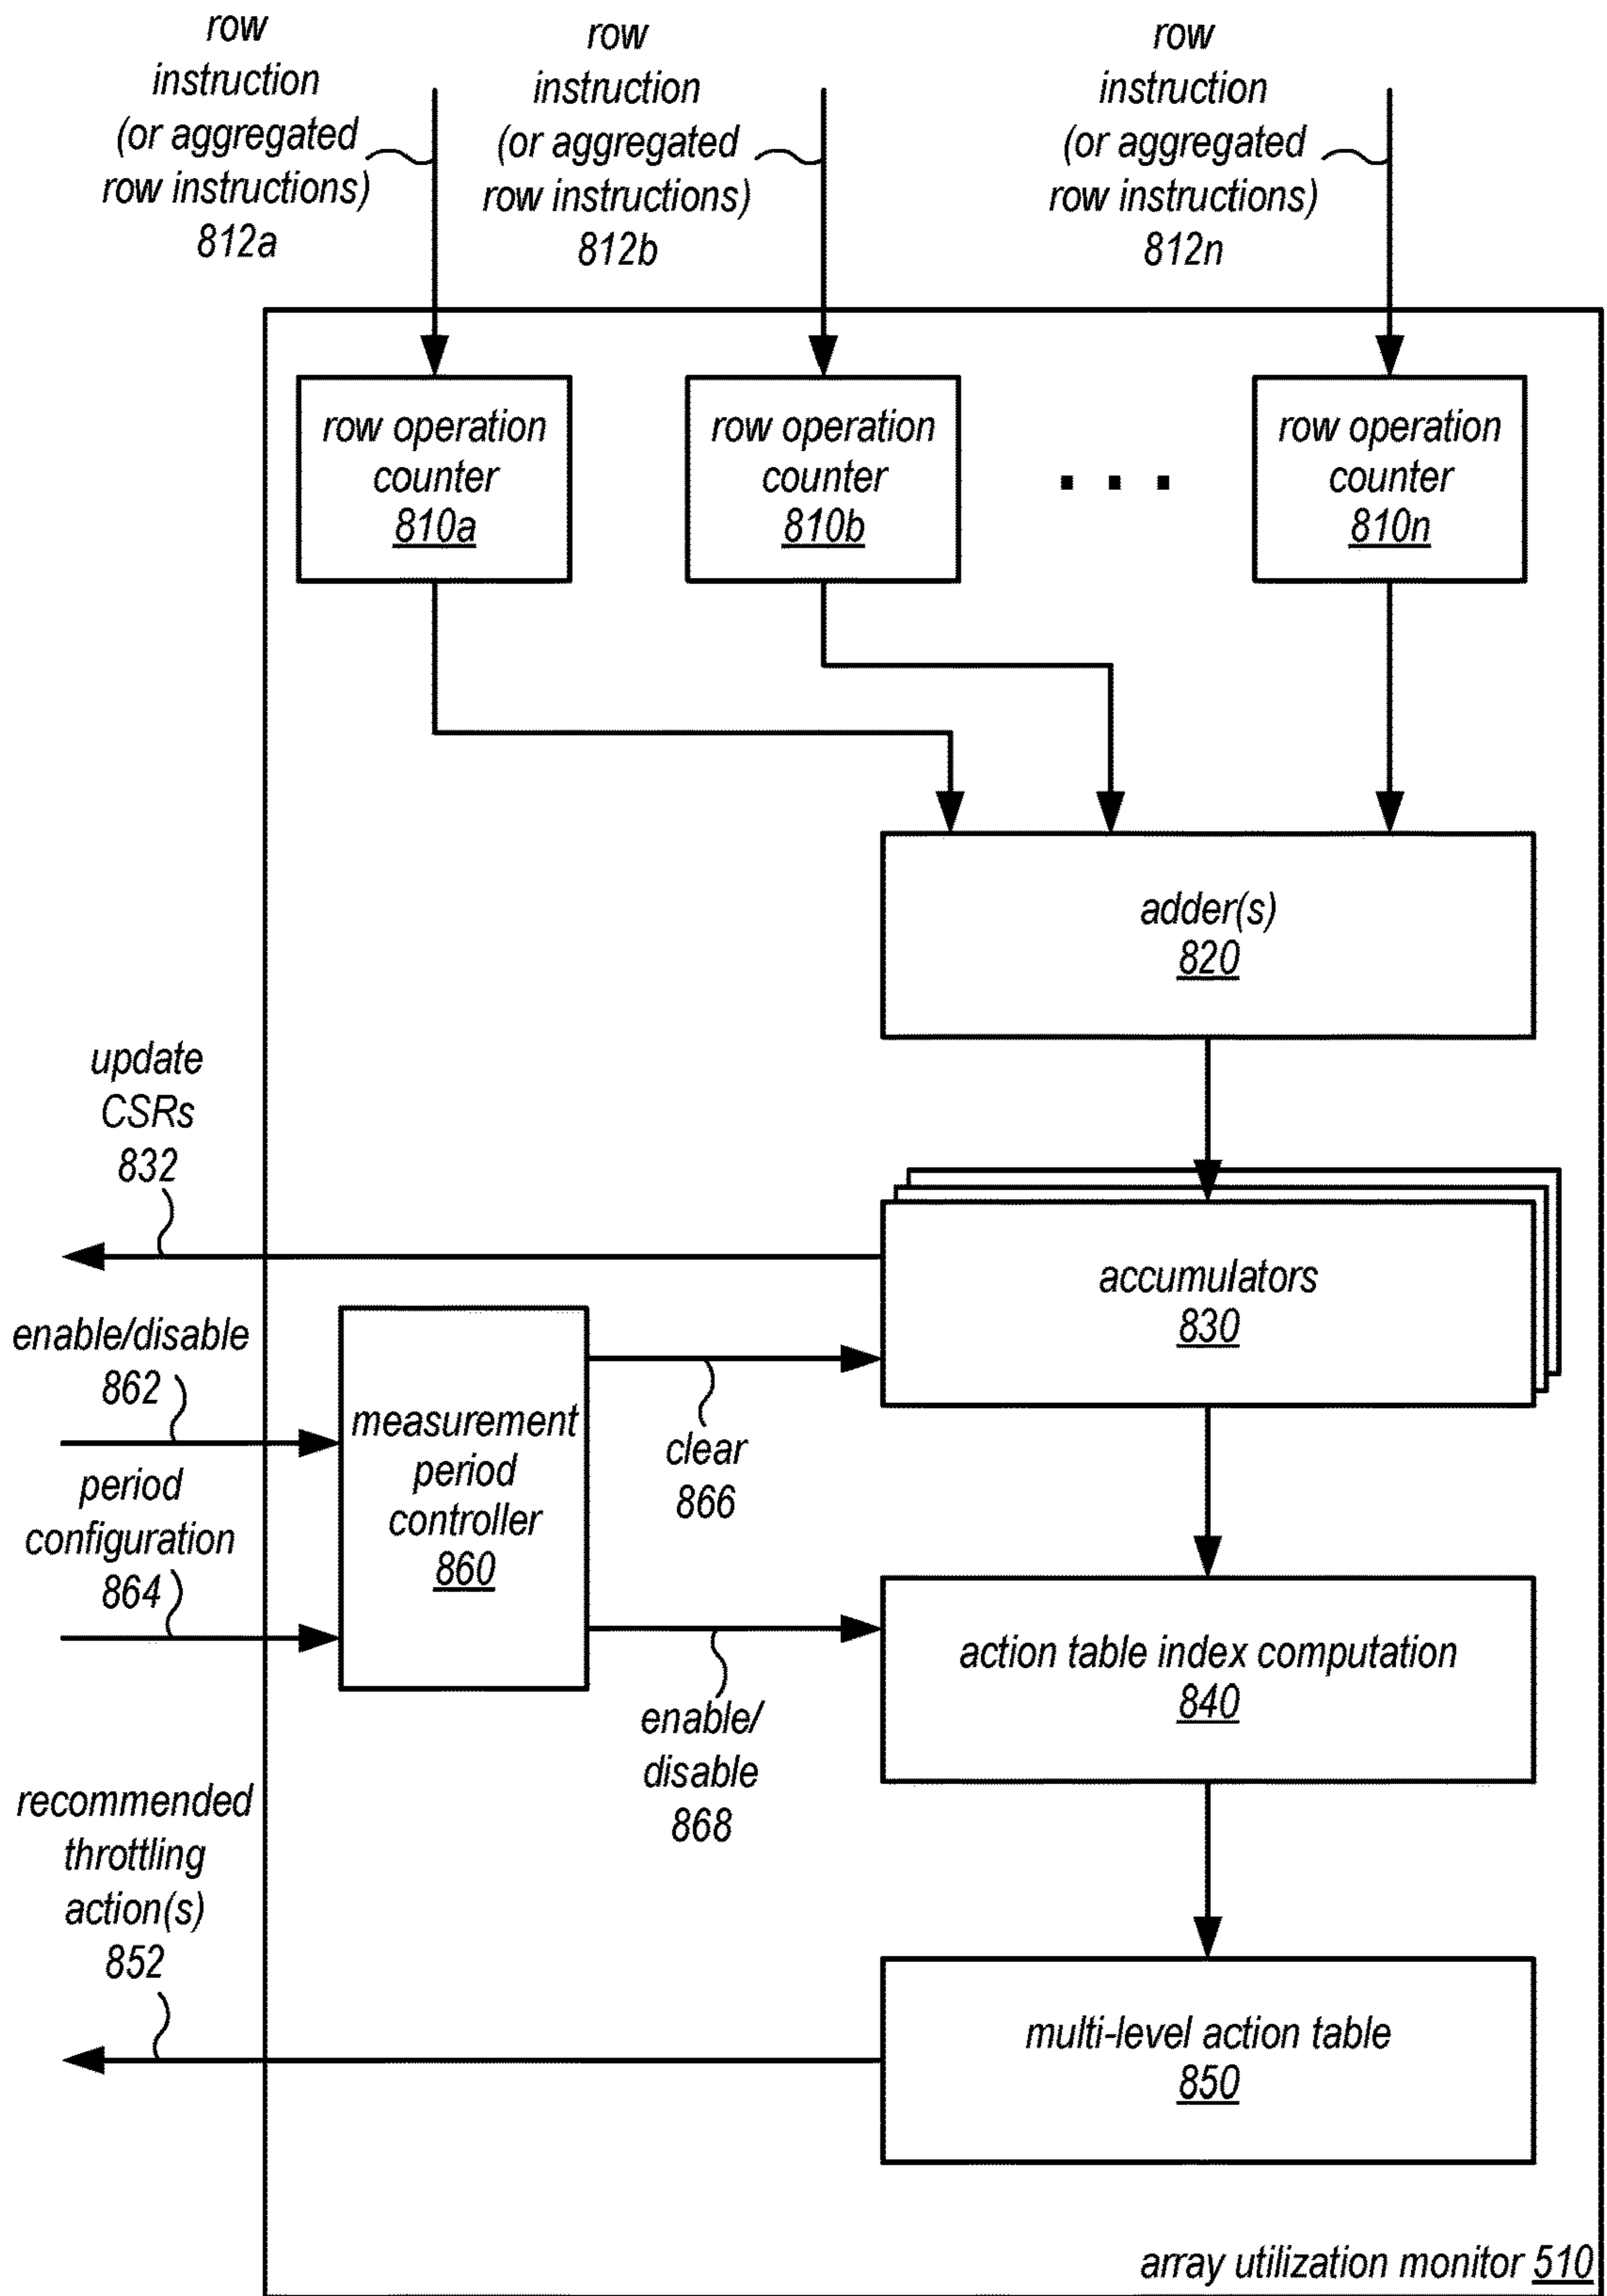 row
instruction
(or aggregated
row instructions)
812a
row
instruction
(or aggregated
row instructions)
812b
row
instruction
(or aggregated
row instructions)
812n
row operation
counter
810a
row operation
counter
810b
row operation
counter
810n
adder(s)
820
update
CSRs
832
accumulators
830
enable/disable
862
measurement
period
controller
860
clear
866
period
configuration
864
action table index computation
840
enable/
disable
868
recommended
throttling
action(s)
852
multi-level action table
850
array utilization monitor 510